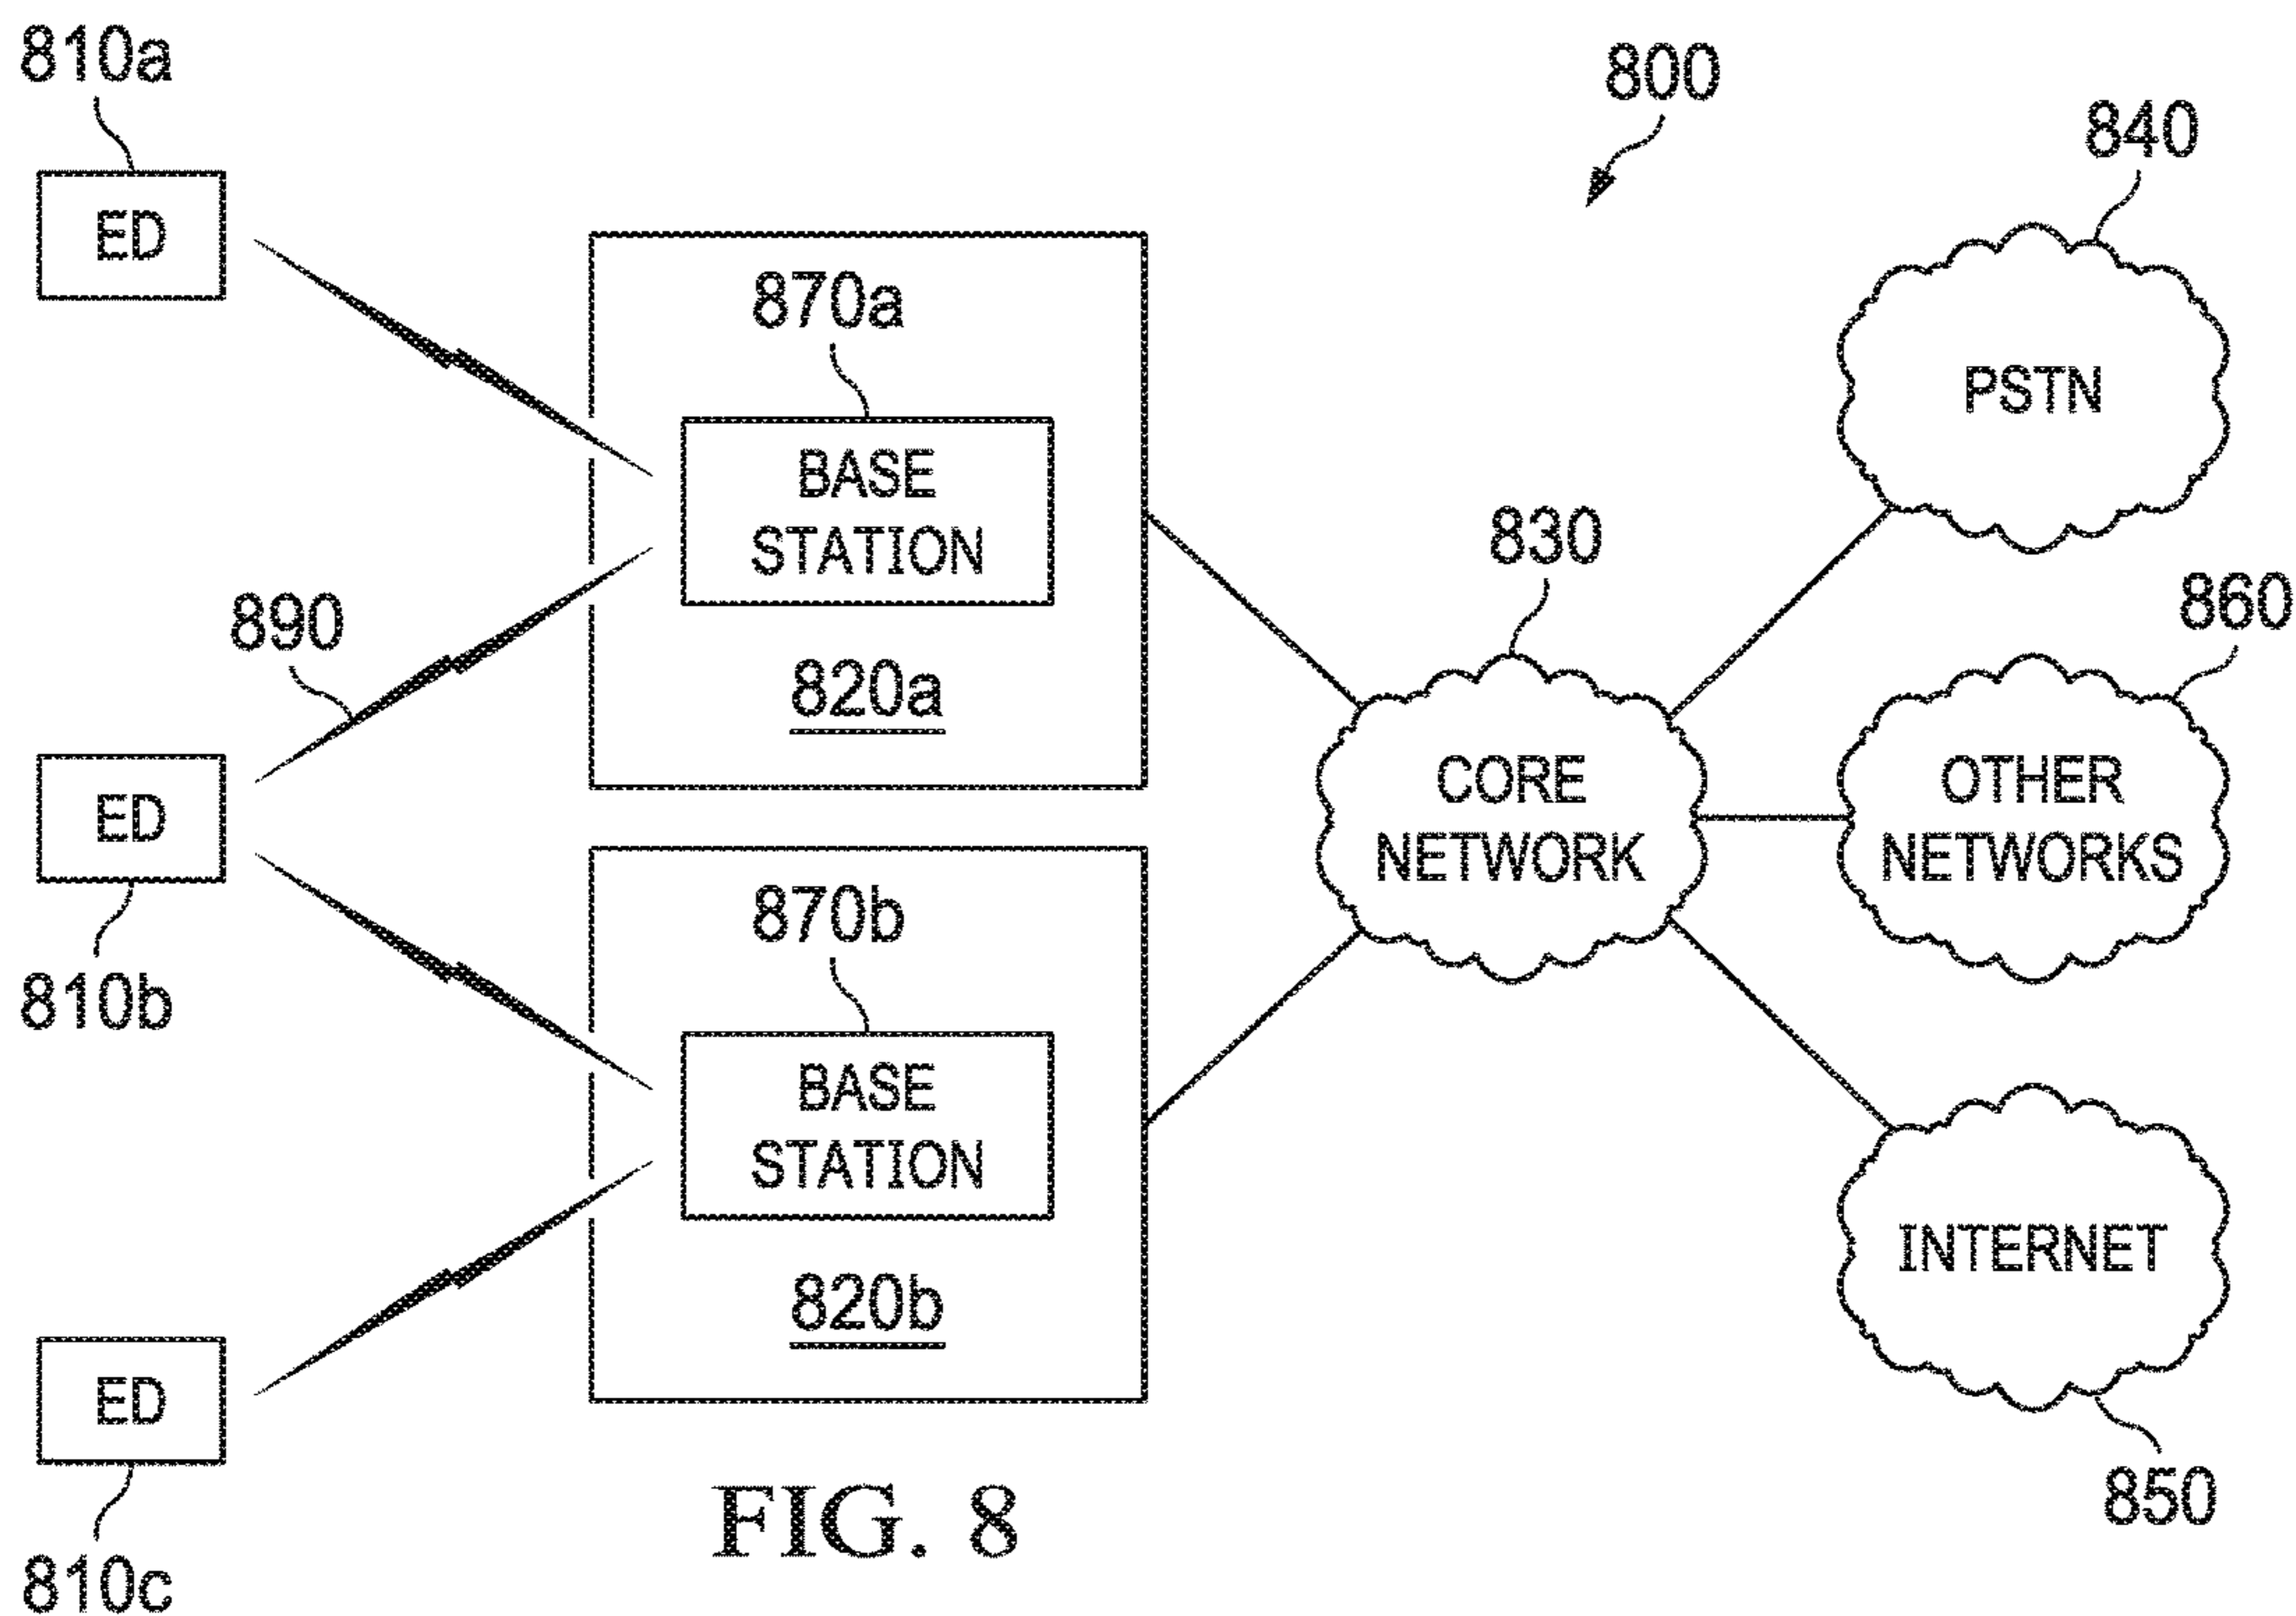 810a
800
840
ED
870a
PSTN
BASE
STATION
830
860
890
820a
CORE
NETWORK
OTHER
NETWORKS
ED
810b
870b
BASE
STATION
INTERNET
820b
ED
850
FIG. 8
810c